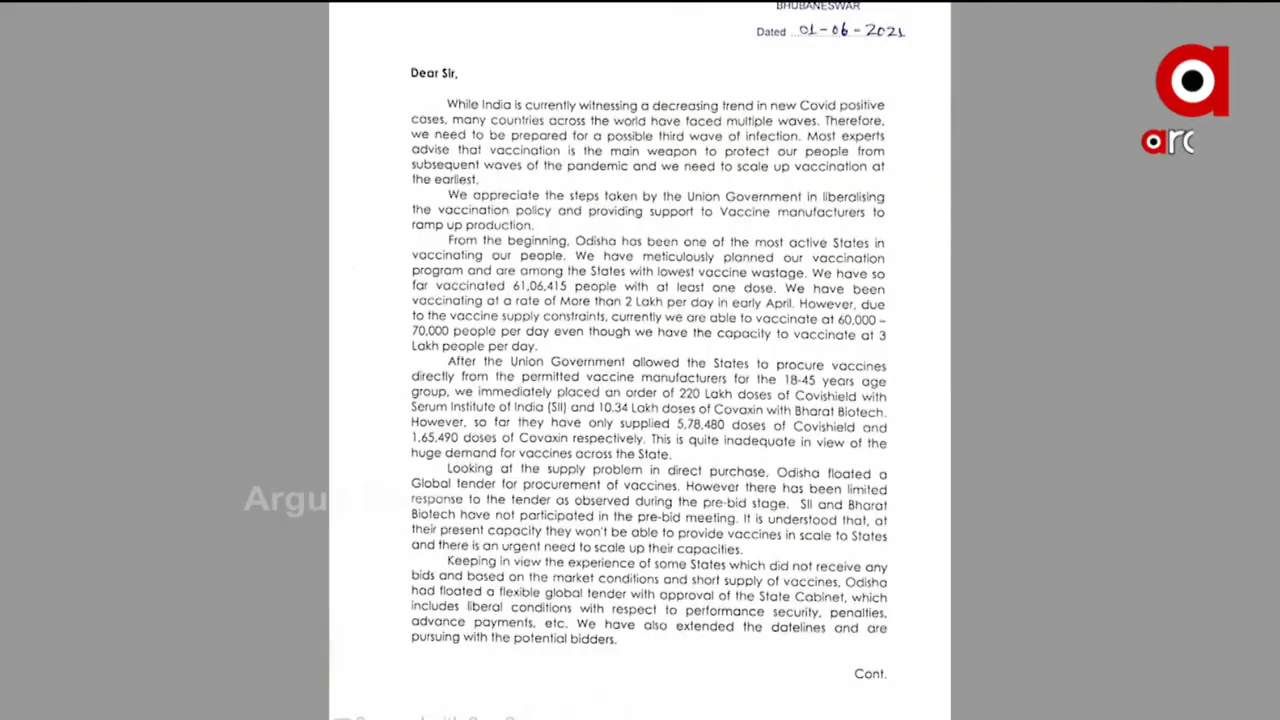 BHUBANESWAR
Dated 01-06-2021
Dear Sir,
While India is currently witnessing a decreasing trend in new Covid positive
cases, many countries across the world have faced multiple waves. Therefore,
we need to be prepared for a possible third wave of infection. Most experts
advise that vaccination is the main weapon to protect our people from
subsequent waves of the pandemic and we need to scale up vaccination at
the earliest.
We appreciate the steps taken by the Union Government in liberalising
the vaccination policy and providing support to Vaccine manufacturers to
ramp up production.
From the beginning, Odisha has been one of the most active States in
vaccinating our people. We have meticulously planned our vaccination
program and are among the States with lowest vaccine wastage. We have so
far vaccinated 61,06,415 people with at least one dose. We have been
vaccinating at a rate of More than 2 Lakh per day in early April. However, due
to the vaccine supply constraints, currently we are able to vaccinate at 60,000 –
70,000 people per day even though we have the capacity to vaccinate at 3
Lakh people per day.
After the Union Government allowed the States to procure vaccines
directly from the permitted vaccine manufacturers for the 18-45 years age
group, we immediately placed an order of 220 Lakh doses of Covishield with
Serum Institute of India (SII) and 10.34 Lakh doses of Covaxin with Bharat Biotech.
However, so far they have only supplied 5,78,480 doses of Covishield and
1,65,490 doses of Covaxin respectively. This is quite inadequate in view of the
huge demand for vaccines across the State.
Looking at the supply problem in direct purchase, Odisha floated a
Global tender for procurement of vaccines. However there has been limited
response to the tender as observed during the pre-bid stage. SII and Bharat
Biotech have not participated in the pre-bid meeting. It is understood that, at
their present capacity they won't be able to provide vaccines in scale to States
and there is an urgent need to scale up their capacities.
Keeping in view the experience of some States which did not receive any
bids and based on the market conditions and short supply of vaccines, Odisha
had floated a flexible global tender with approval of the State Cabinet, which
includes liberal conditions with respect to performance security, penalties,
advance payments, etc. We have also extended the datelines and are
pursuing with the potential bidders.
Cont.
a
arc
Argu